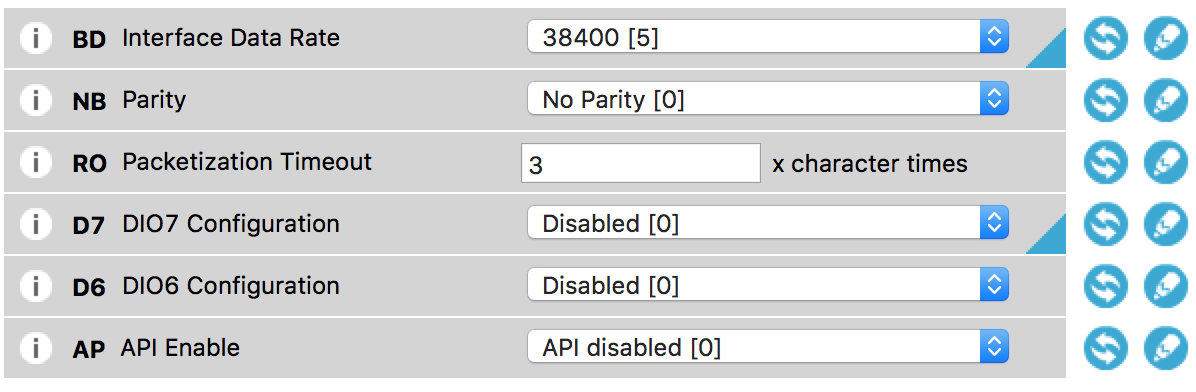 i BD Interface Data Rate 38400 [5]
i NB Parity No Parity [0]
i RO Packetization Timeout 3 x character times
i D7 DIO7 Configuration Disabled [0]
i D6 DIO6 Configuration Disabled [0]
i AP API Enable API disabled [0]